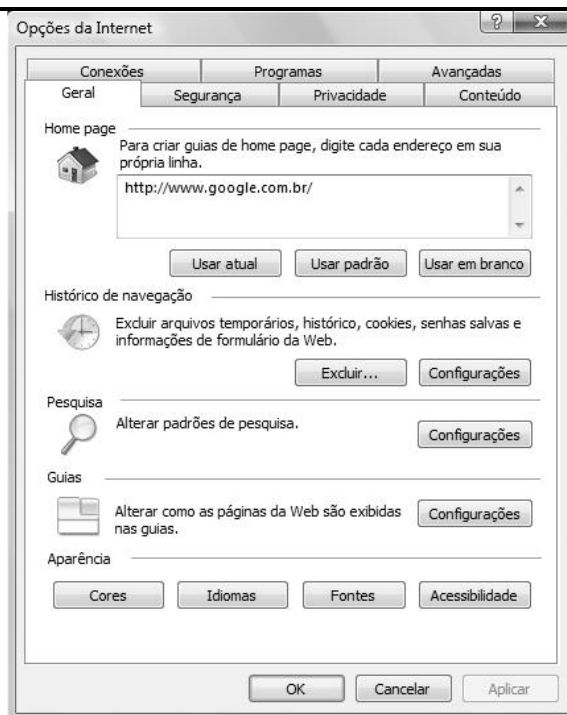 Opções da Internet
Conexões Programas Avançadas
Geral Segurança Privacidade Conteúdo
Home page
Para criar guias de home page, digite cada endereço em sua
própria linha.
http://www.google.com.br/
Usar atual Usar padrão Usar em branco
Histórico de navegação
Excluir arquivos temporários, histórico, cookies, senhas salvas e
informações de formulário da Web.
Excluir... Configurações
Pesquisa
Alterar padrões de pesquisa.
Configurações
Guias
Alterar como as páginas da Web são exibidas
nas guias.
Configurações
Aparência
Cores Idiomas Fontes Acessibilidade
OK Cancelar Aplicar